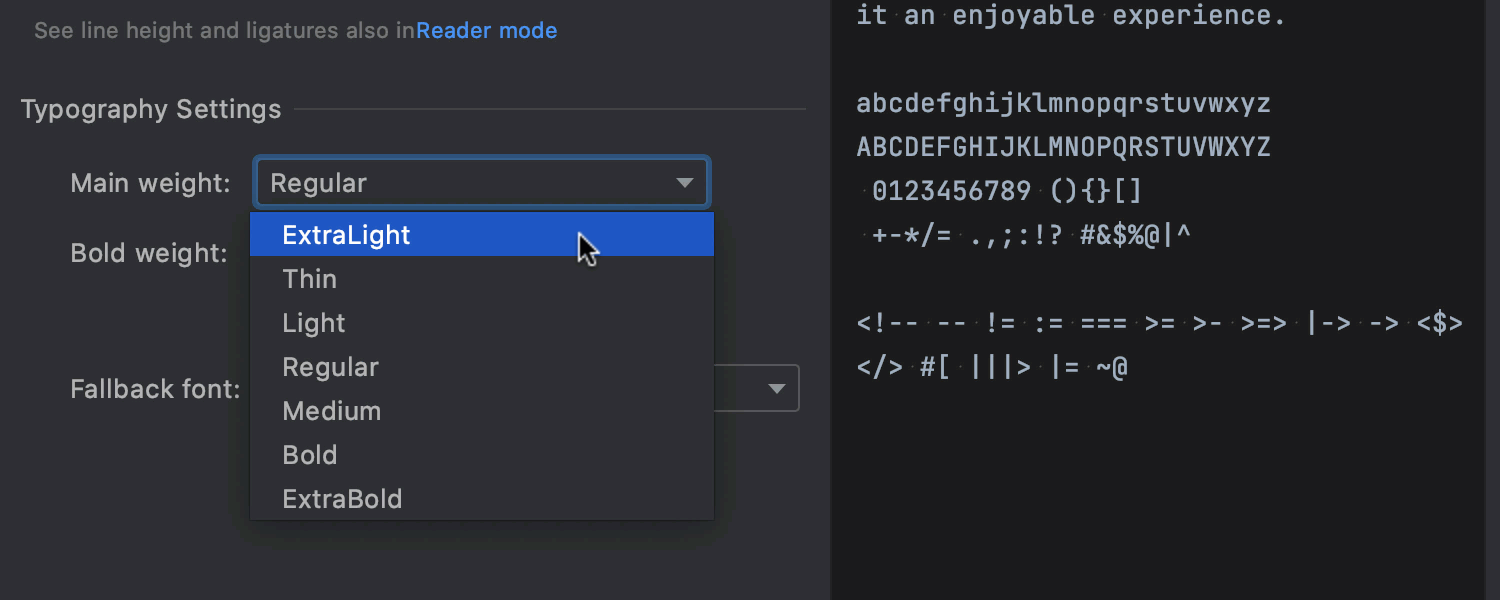 See line height and ligatures also inReader mode
Typography Settings
Main weight: Regular
ExtraLight
Bold weight:
Thin
Light
Regular
Fallback font:
Medium
Bold
ExtraBold
it an enjoyable experience.
abcdefghijklmnopqrstuvwxyz
ABCDEFGHIJKLMNOPQRSTUVWXYZ
0123456789 (){}[]
+-*/= .,;:!? #&$%@|^
<!-- -- != := === >= >- >=> |-> -> <$>
</> #[ |||> |= ~@